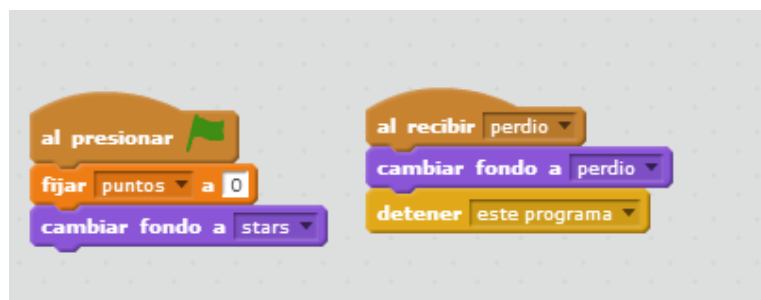 al presionar
fijar puntos a 0
cambiar fondo a stars
al recibir perdio
cambiar fondo a perdio
detener este programa